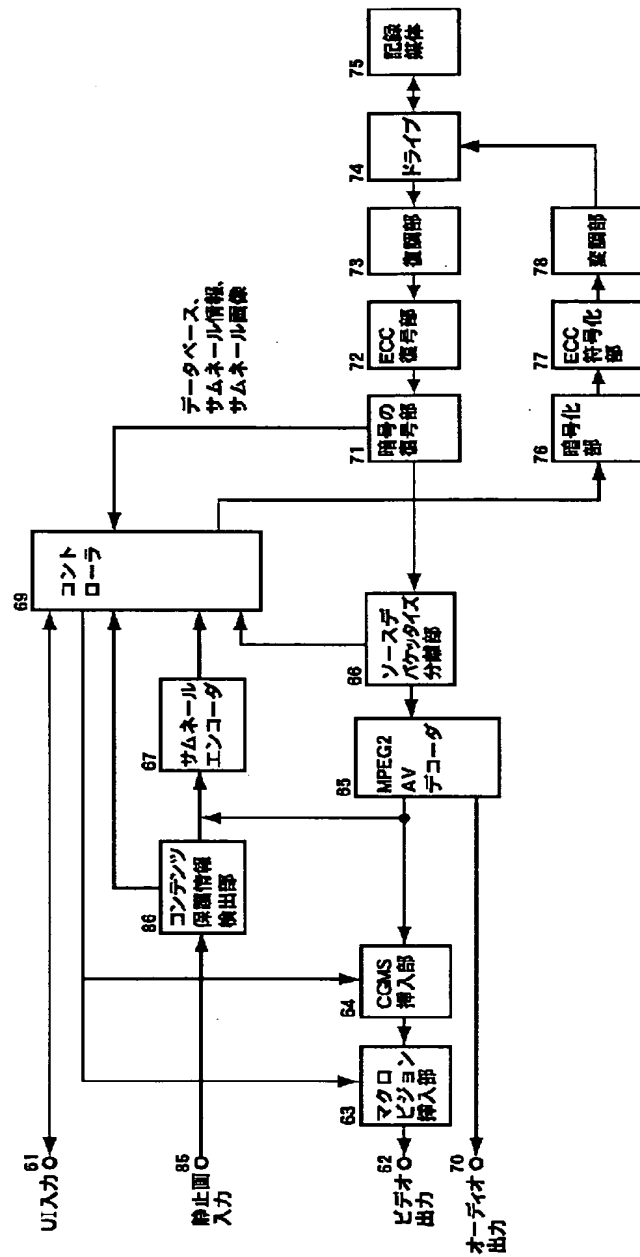 61
UI入力
85
静止画
入力
62
ビデオ
出力
70
オーディオ
出力
69
コント
ローラ
86
コンテンツ
保護情報
検出部
67
サムネール
エンコーダ
データベース、
サムネール情報、
サムネール画像
63
マクロ
ビジョン
挿入部
64
CGMS
挿入部
65
MPEG2
AV
デコーダ
66
ソースデ
パケッタイズ
分離部
71
暗号の
復号部
72
ECC
復号部
73
復調部
74
ドライブ
75
記録
媒体
76
暗号化
部
77
ECC
符号化
部
78
変調部